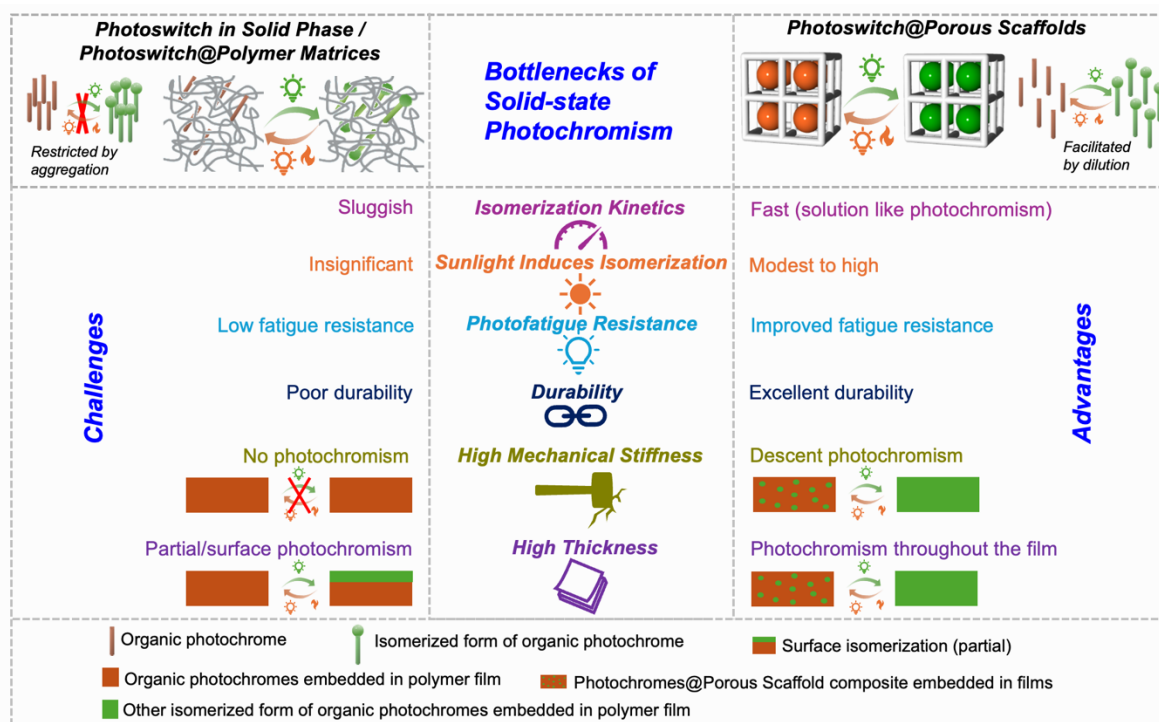 Photoswitch in Solid Phase /
Photoswitch@Polymer Matrices
Restricted by
aggregation
Bottlenecks of
Solid-state
Photochromism
Photoswitch@Porous Scaffolds
Facilitated
by dilution
Challenges
Advantages
Sluggish
Isomerization Kinetics
Fast (solution like photochromism)
Insignificant
Sunlight Induces Isomerization
Modest to high
Low fatigue resistance
Photofatigue Resistance
Improved fatigue resistance
Poor durability
Durability
Excellent durability
No photochromism
High Mechanical Stiffness
Descent photochromism
Partial/surface photochromism
High Thickness
Photochromism throughout the film
Organic photochrome
Isomerized form of organic photochrome
Surface isomerization (partial)
Organic photochromes embedded in polymer film
Photochromes@Porous Scaffold composite embedded in films
Other isomerized form of organic photochromes embedded in polymer film